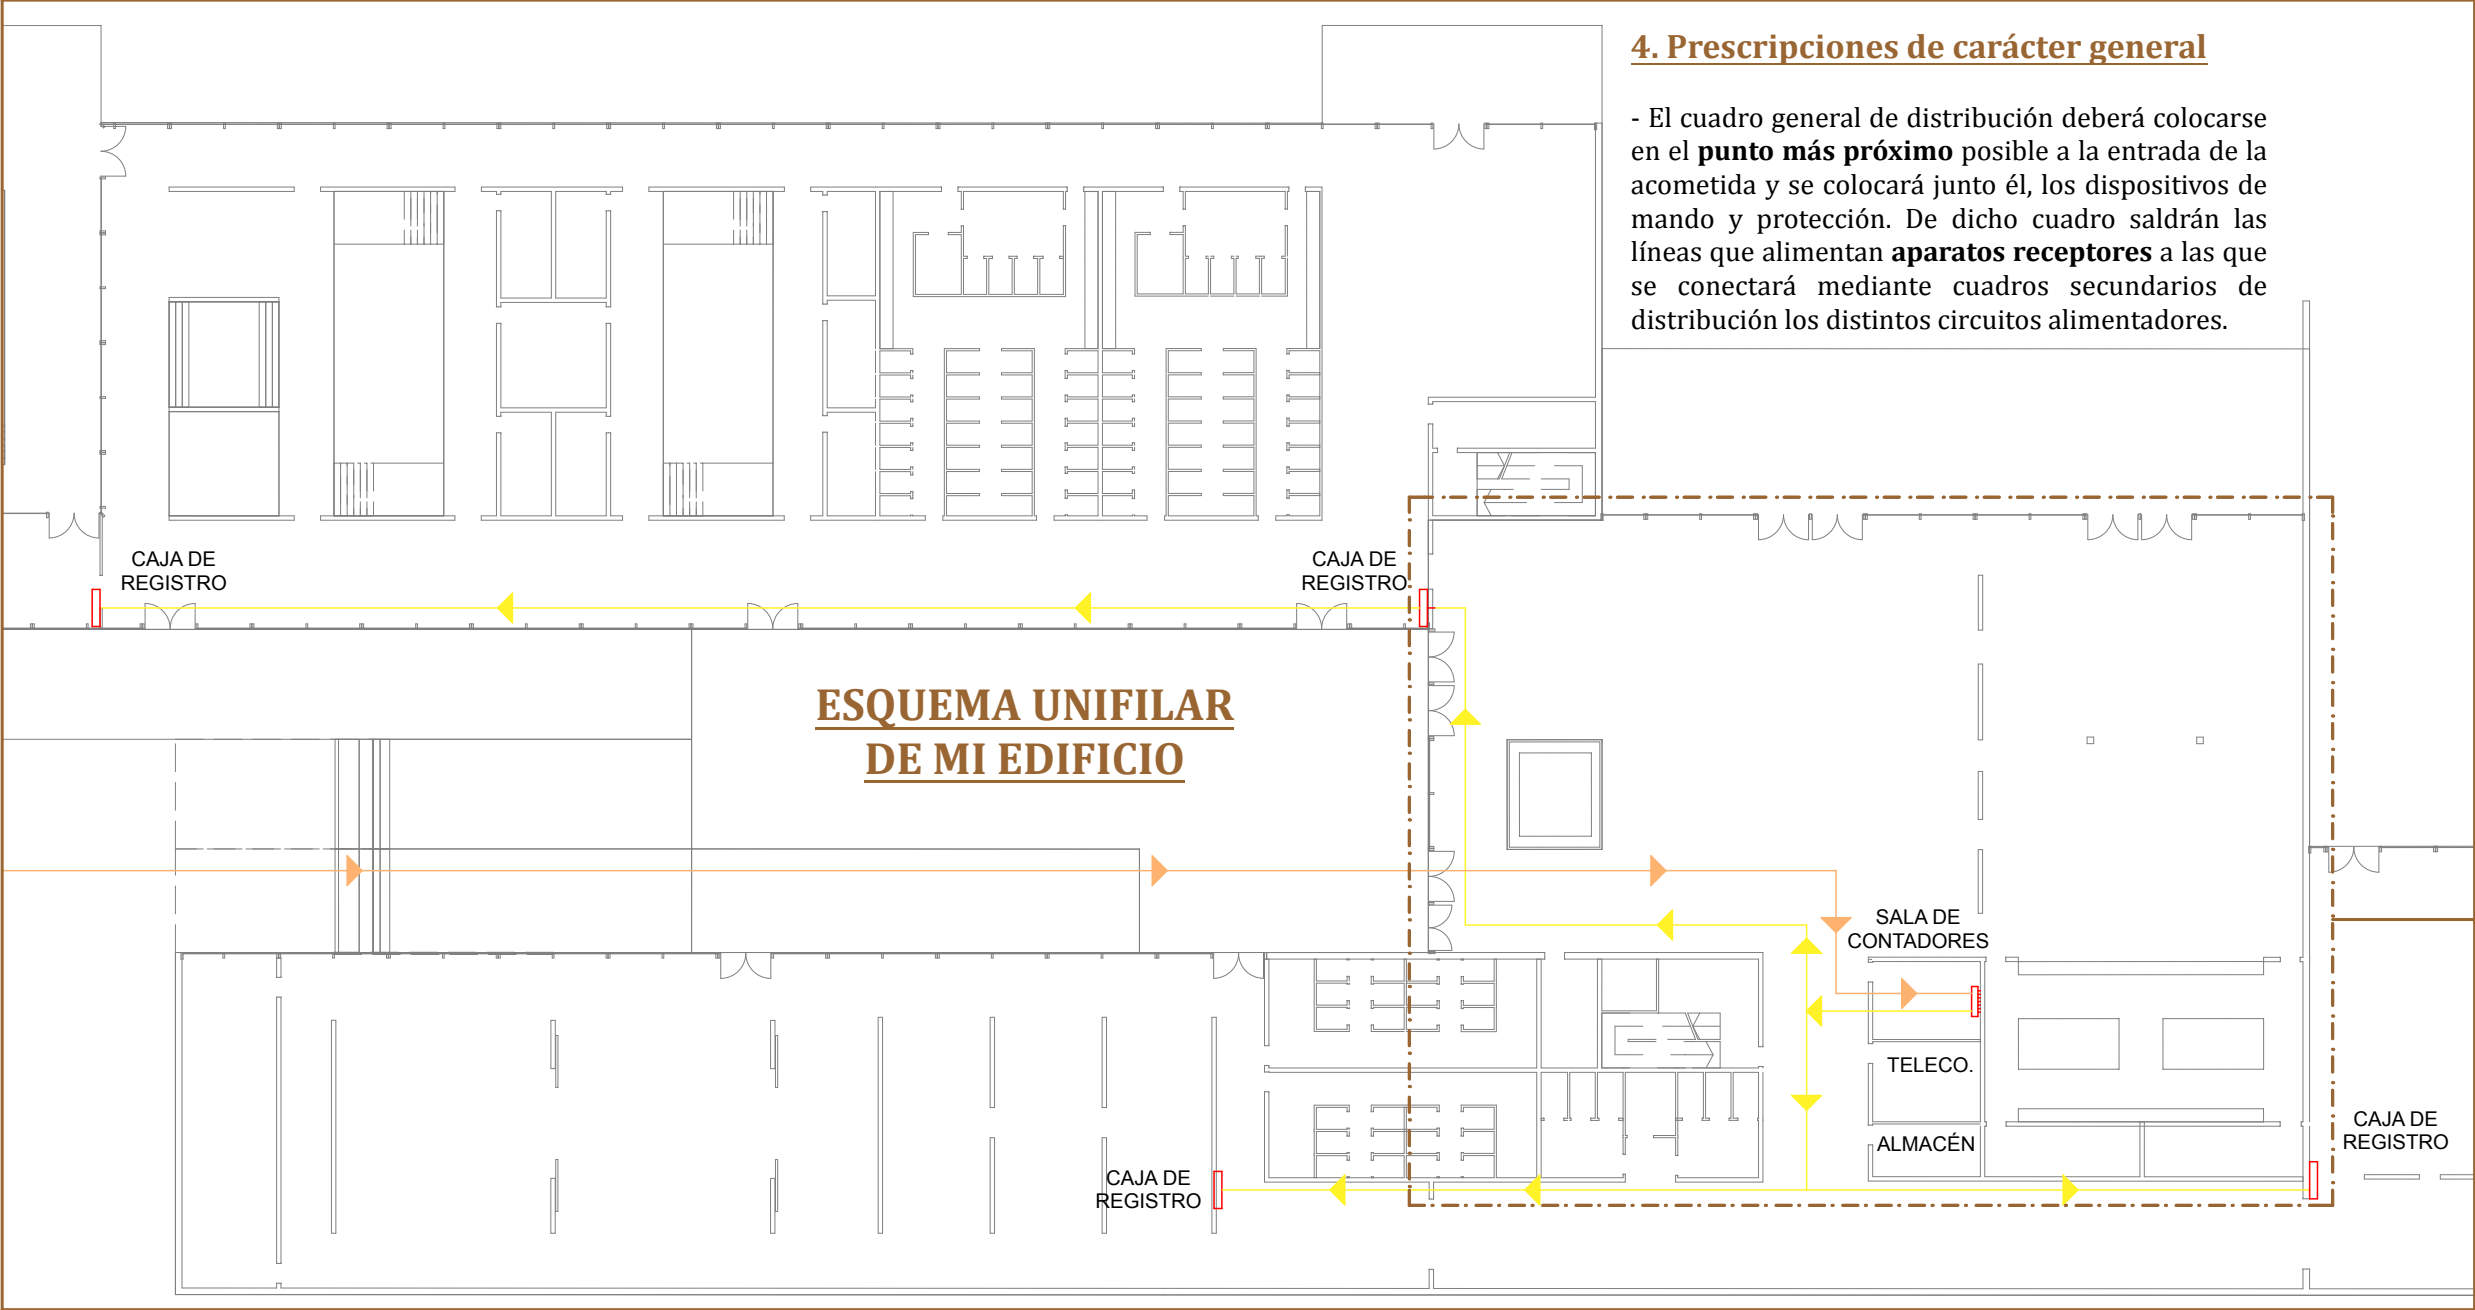 4. Prescripciones de carácter general
- El cuadro general de distribución deberá colocarse
en el punto más próximo posible a la entrada de la
acometida y se colocará junto él, los dispositivos de
mando y protección. De dicho cuadro saldrán las
líneas que alimentan aparatos receptores a las que
se conectará mediante cuadros secundarios de
distribución los distintos circuitos alimentadores.
CAJA DE
REGISTRO
CAJA DE
REGISTRO
ESQUEMA UNIFILAR
DE MI EDIFICIO
SALA DE
CONTADORES
TELECO.
ALMACÉN
CAJA DE
REGISTRO
CAJA DE
REGISTRO